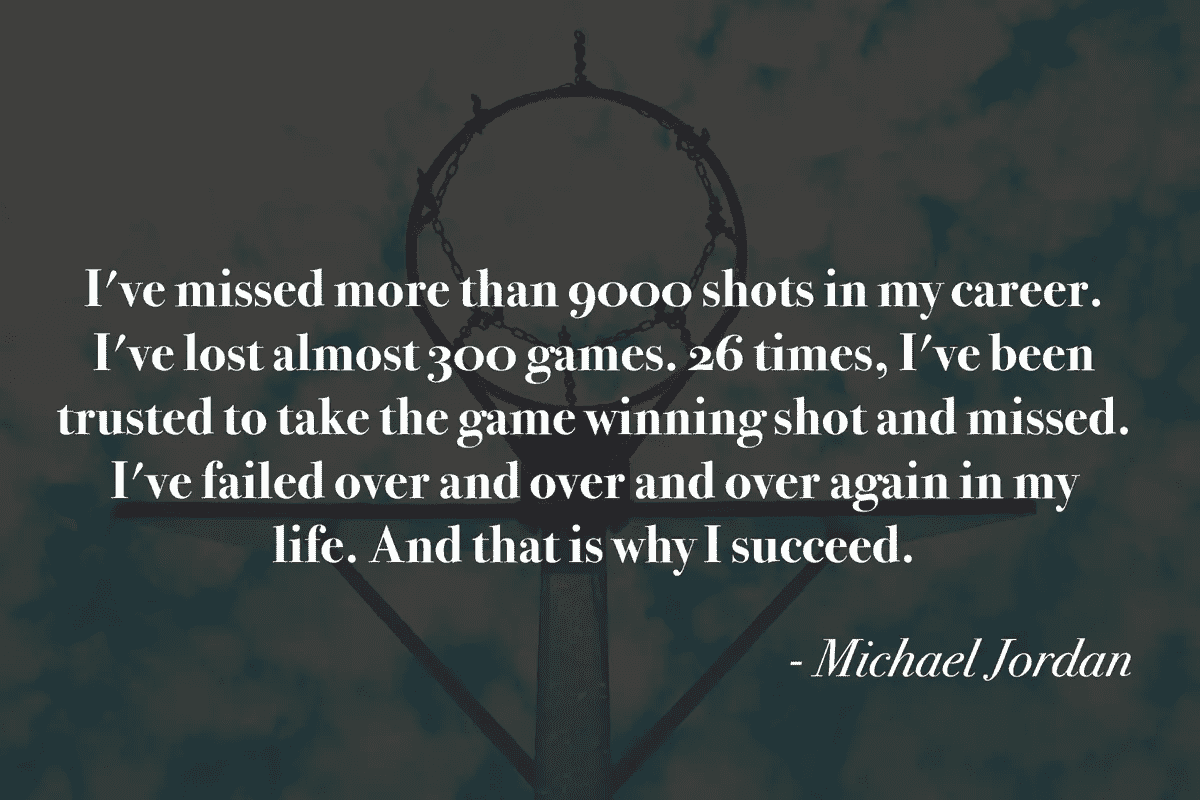 I've missed more than 9000 shots in my career.
I've lost almost 300 games. 26 times, I've been
trusted to take the game winning shot and missed.
I've failed over and over and over again in my
life. And that is why I succeed.
- Michael Jordan